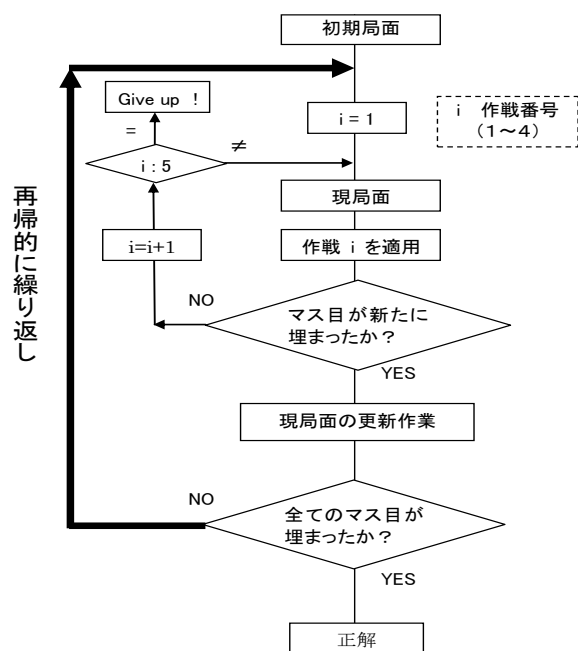 初期局面
Give up !
i = 1
i 作戦番号
(1～4)
=
≠
i : 5
現局面
i=i+1
作戦 i を適用
再帰的に繰り返し
NO
マス目が新たに
埋まったか？
YES
現局面の更新作業
NO
全てのマス目が
埋まったか？
YES
正解